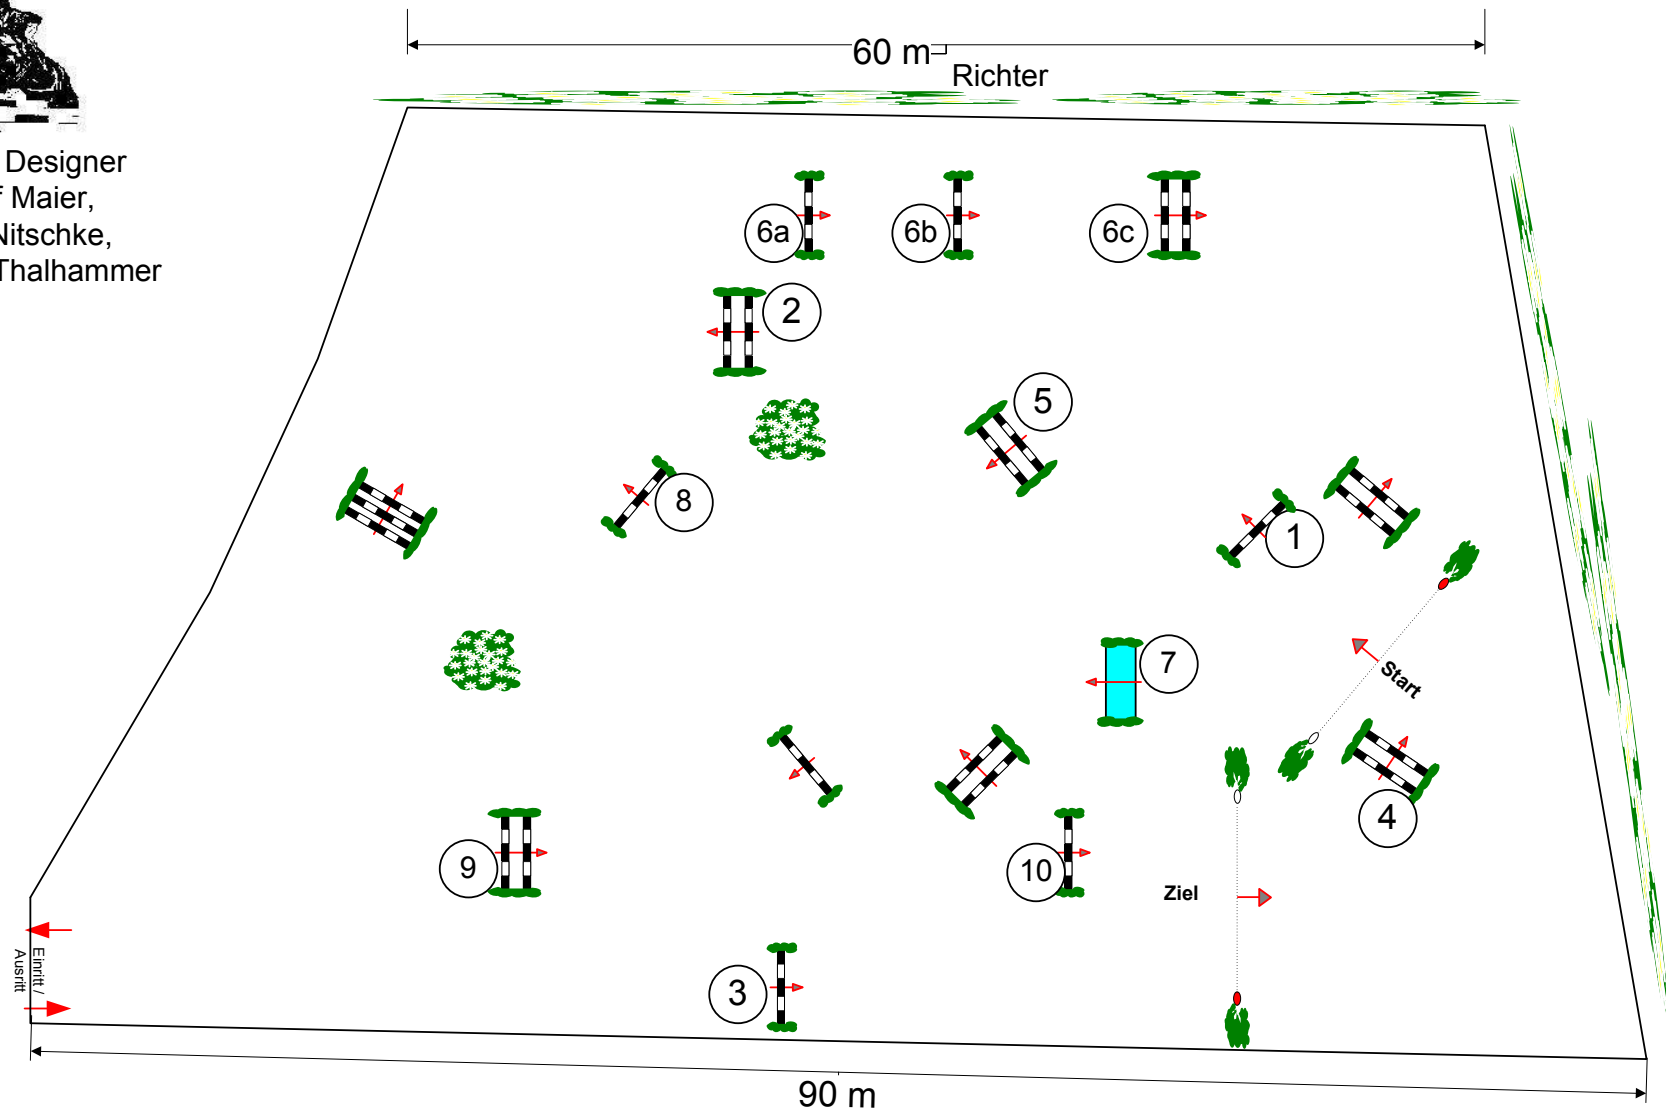 60 m
Richter
Designer
f Maier,
Nitschke,
Thalhammer
6a
6b
6c
2
5
8
1
7
Start
4
9
10
Ziel
Einritt /
Ausritt
3
90 m